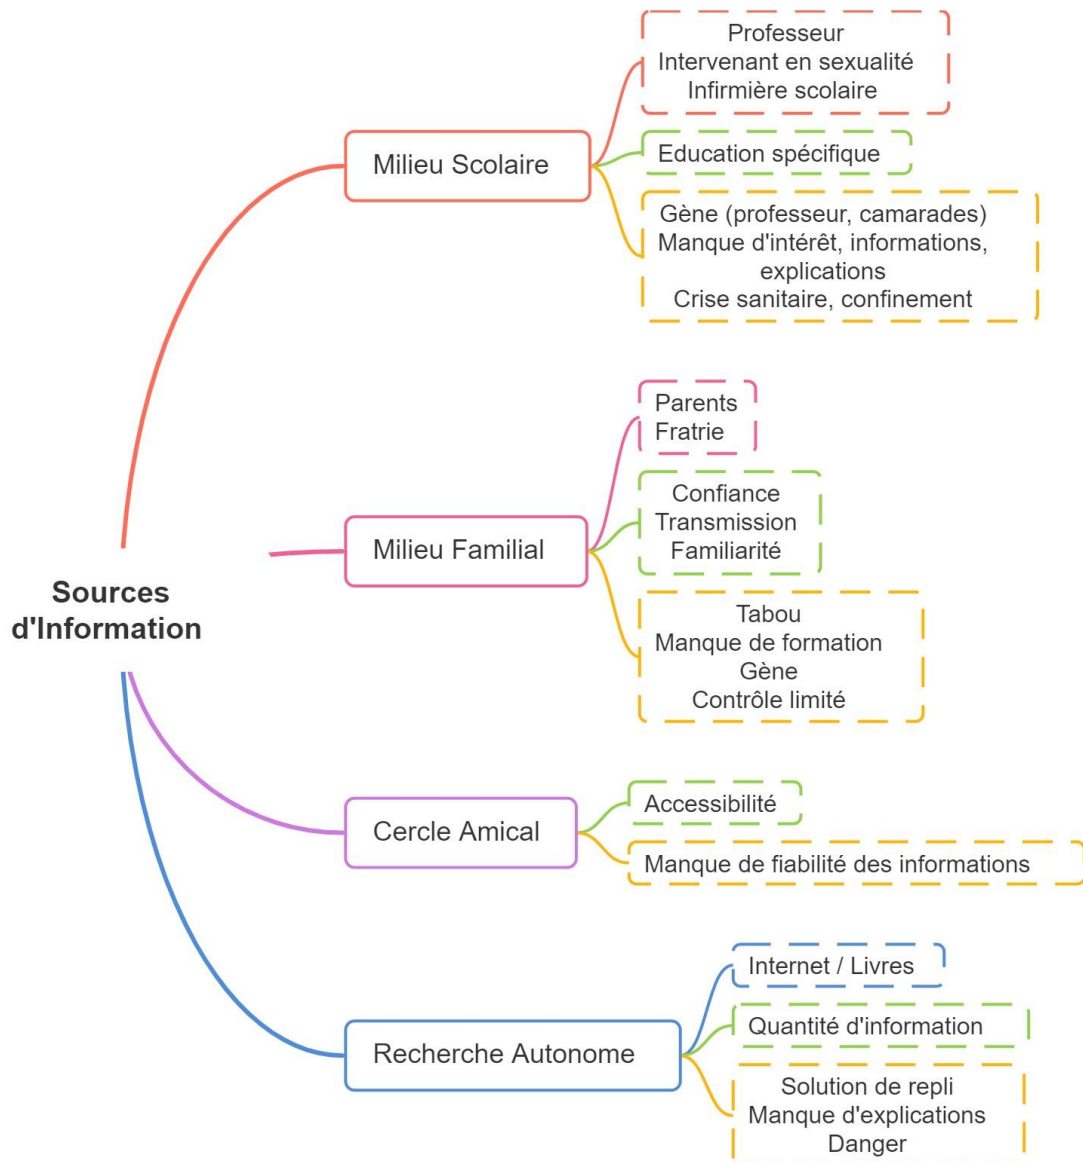 Sources
d'Information
Milieu Scolaire
Professeur
Intervenant en sexualité
Infirmière scolaire
Education spécifique
Gène (professeur, camarades)
Manque d'intérêt, informations,
explications
Crise sanitaire, confinement
Milieu Familial
Parents
Fratrie
Confiance
Transmission
Familiarité
Tabou
Manque de formation
Gène
Contrôle limité
Cercle Amical
Accessibilité
Manque de fiabilité des informations
Recherche Autonome
Internet / Livres
Quantité d'information
Solution de repli
Manque d'explications
Danger